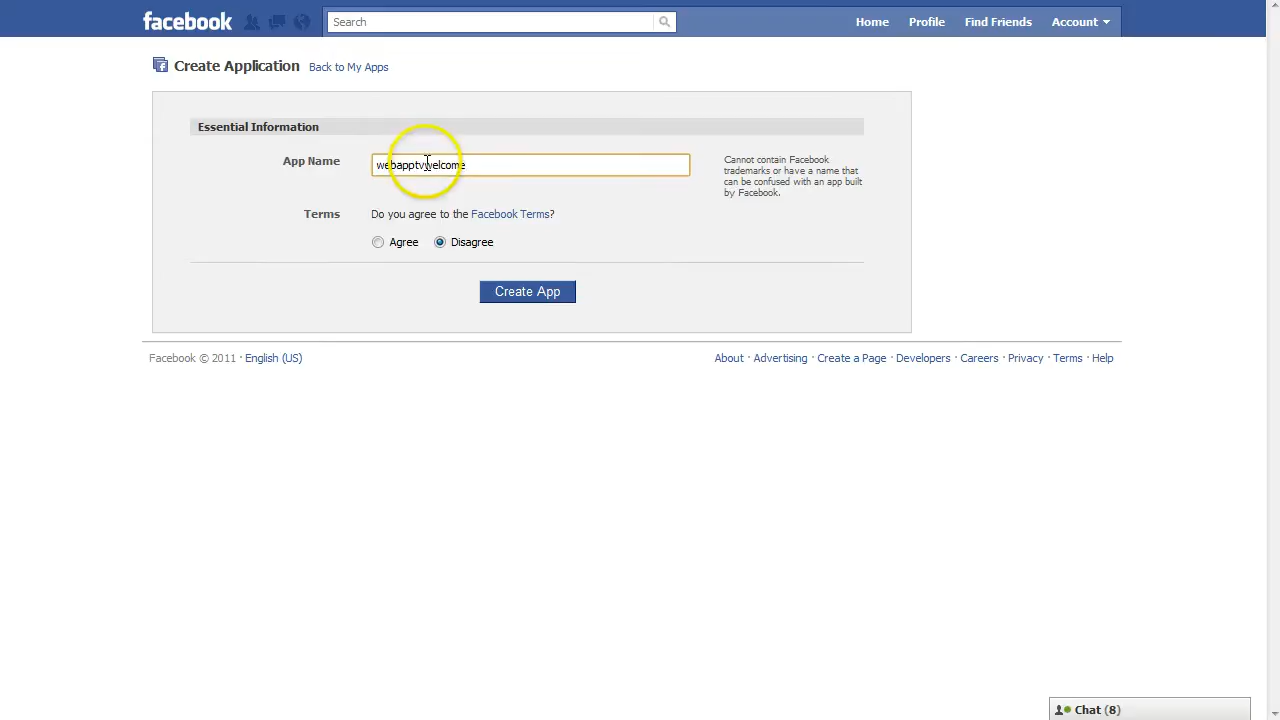 facebook
Search
Home
Profile
Find Friends
Account
Create Application
Back to My Apps
Essential Information
App Name
webapptvwelcome
Cannot contain Facebook
trademarks or have a name that
can be confused with an app built
by Facebook.
Terms
Do you agree to the Facebook Terms?
Agree
Disagree
Create App
Facebook © 2011 · English (US)
About · Advertising · Create a Page · Developers · Careers · Privacy · Terms · Help
Chat (8)